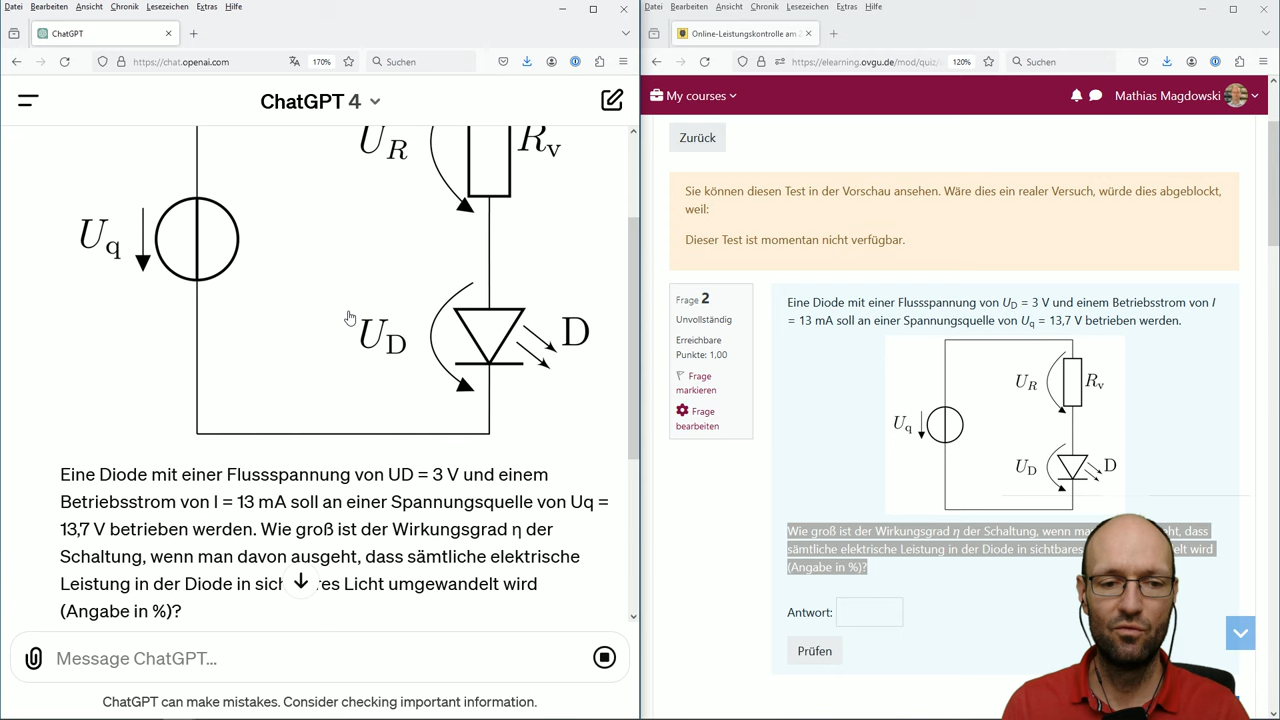 Datei Bearbeiten Ansicht Chronik Lesezeichen Extras Hilfe
ChatGPT
https://chat.openai.com
170%
Suchen
ChatGPT 4
U_R
R_v
U_q
U_D
D
Eine Diode mit einer Flussspannung von UD = 3 V und einem
Betriebsstrom von I = 13 mA soll an einer Spannungsquelle von Uq =
13,7 V betrieben werden. Wie groß ist der Wirkungsgrad η der
Schaltung, wenn man davon ausgeht, dass sämtliche elektrische
Leistung in der Diode in sich res Licht umgewandelt wird
(Angabe in %)?
Message ChatGPT...
ChatGPT can make mistakes. Consider checking important information.
Datei Bearbeiten Ansicht Chronik Lesezeichen Extras Hilfe
Online-Leistungskontrolle am
https://elearning.ovgu.de/mod/quiz/
120%
Suchen
My courses
Mathias Magdowski
Zurück
Sie können diesen Test in der Vorschau ansehen. Wäre dies ein realer Versuch, würde dies abgeblockt,
weil:
Dieser Test ist momentan nicht verfügbar.
Frage 2
Unvollständig
Erreichbare
Punkte: 1,00
Frage
markieren
Frage
bearbeiten
Eine Diode mit einer Flussspannung von U_D = 3 V und einem Betriebsstrom von I
= 13 mA soll an einer Spannungsquelle von U_q = 13,7 V betrieben werden.
U_R
R_v
U_q
U_D
D
Wie groß ist der Wirkungsgrad η der Schaltung, wenn ma ht, dass
sämtliche elektrische Leistung in der Diode in sichtbares delt wird
(Angabe in %)?
Antwort:
Prüfen